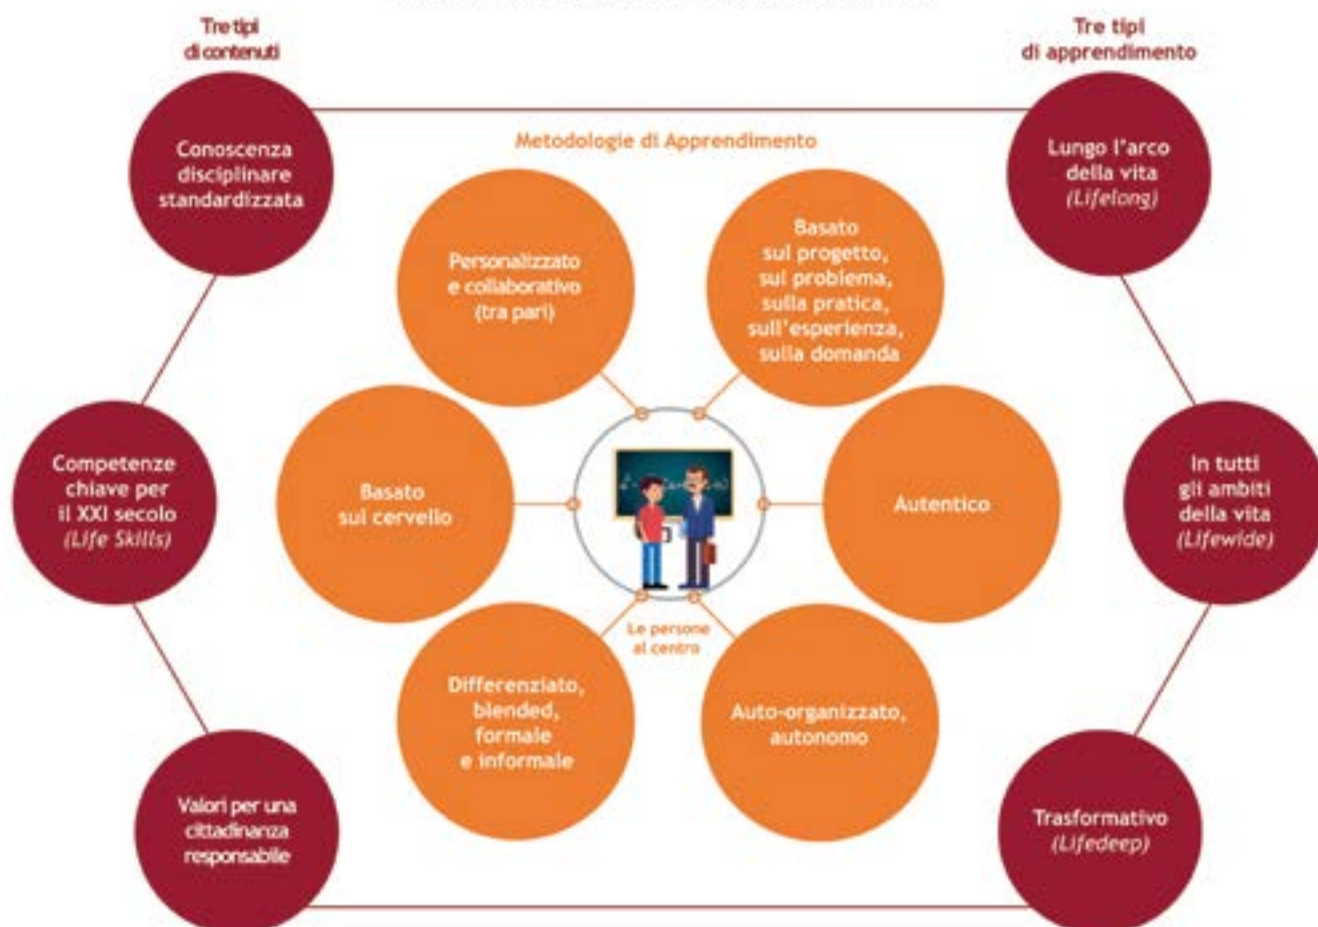 Tre tipi
di contenuti
Tre tipi
di apprendimento
Conoscenza
disciplinare
standardizzata
Metodologie di Apprendimento
Lungo l'arco
della vita
(Lifelong)
Personalizzato
e collaborativo
(tra pari)
Basato
sul progetto,
sul problema,
sulla pratica,
sull'esperienza,
sulla domanda
Competenze
chiave per
il XXI secolo
(Life Skills)
Basato
sul cervello
Autentico
In tutti
gli ambiti
della vita
(Lifewide)
Le persone
al centro
Differenziato,
blended,
formale
e informale
Auto-organizzato,
autonomo
Valori per una
cittadinanza
responsabile
Trasformativo
(Lifedeep)